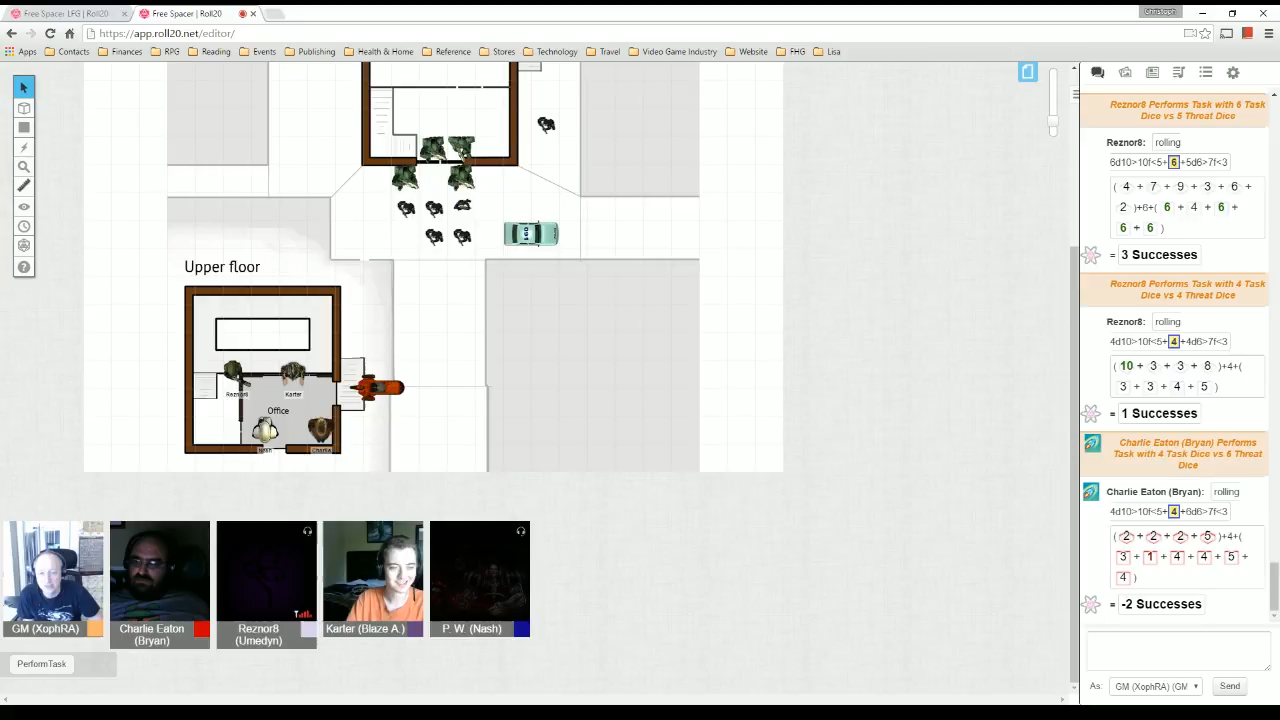 Free Spacer LFG | Roll20
Free Spacer | Roll20
Christoph
https://app.roll20.net/editor/
Apps
Contacts
Finances
RPG
Reading
Events
Publishing
Health & Home
Reference
Stores
Technology
Travel
Video Game Industry
Website
FHG
Lisa
Upper floor
Reznor8
Karter
Office
Nash
Charlie
160
GM (XophRA)
Charlie Eaton
(Bryan)
Reznor8
(Umedyn)
Karter (Blaze A.)
P. W. (Nash)
PerformTask
Reznor8 Performs Task with 6 Task
Dice vs 5 Threat Dice
Reznor8: rolling
6d10>10f<5+6+5d6>7f<3
( 4 + 7 + 9 + 3 + 6 +
2 )+6+( 6 + 4 + 6 +
6 + 6 )
= 3 Successes
Reznor8 Performs Task with 4 Task
Dice vs 4 Threat Dice
Reznor8: rolling
4d10>10f<5+4+4d6>7f<3
( 10 + 3 + 3 + 8 )+4+(
3 + 3 + 4 + 5 )
= 1 Successes
Charlie Eaton (Bryan) Performs
Task with 4 Task Dice vs 6 Threat
Dice
Charlie Eaton (Bryan): rolling
4d10>10f<5+4+6d6>7f<3
( 2 + 2 + 2 + 5 )+4+(
3 + 1 + 4 + 4 + 5 +
4 )
= -2 Successes
As: GM (XophRA) (GM Send